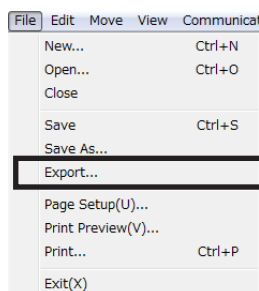 File Edit Move View Communicat
New... Ctrl+N
Open... Ctrl+O
Close
Save Ctrl+S
Save As...
Export...
Page Setup(U)...
Print Preview(V)...
Print... Ctrl+P
Exit(X)